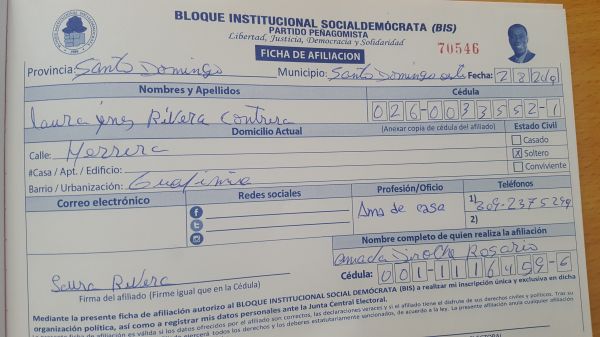 BLOQUE INSTITUCIONAL SOCIALDEMÓCRATA (BIS)
PARTIDO PEÑAGOMISTA
Libertad, Justicia, Democracia y Solidaridad
FICHA DE AFILIACION
70546
Provincia: Santo Domingo Municipio: Santo Domingo este Fecha: 2 8 2019
Nombres y Apellidos Cédula
Laura Ynes Rivera Contrera 026-0033552-1
Domicilio Actual (Anexar copia de cédula del afiliado) Estado Civil
Calle: Herrera Casado
#Casa / Apt. / Edificio: X Soltero
Barrio / Urbanización: Conviviente
Correo electrónico Redes sociales Profesión/Oficio Teléfonos
Ama de casa 1)
2)
Nombre completo de quien realiza la afiliación
Amada Rosario
Laura Rivera Cédula: 001-1116459-6
Firma del afiliado (Firme igual que en la Cédula)
Mediante la presente ficha de afiliación autorizo al BLOQUE INSTITUCIONAL SOCIALDEMÓCRATA (BIS) a realizar mi inscripción única y exclusiva en dicha
organización política, así como a registrar mis datos personales ante la Junta Central Electoral.